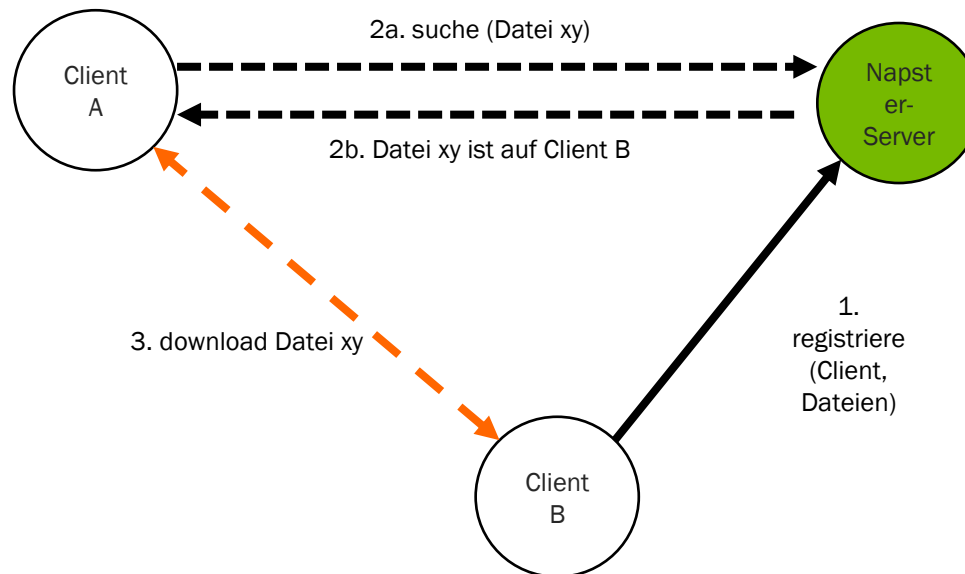 2a. suche (Datei xy)
Client
A
Napst
er-
Server
2b. Datei xy ist auf Client B
1.
registriere
(Client,
Dateien)
3. download Datei xy
Client
B